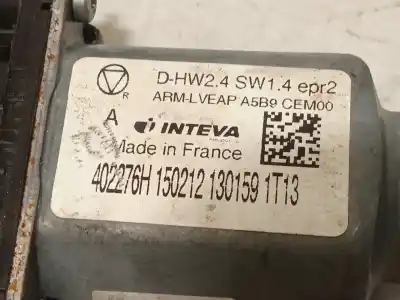 D-HW2.4 SW1.4 epr2
R
ARM-LVEAP A5B9 CEM00
A
INTEVA
Made in France
402276H 150212 130159 1T13